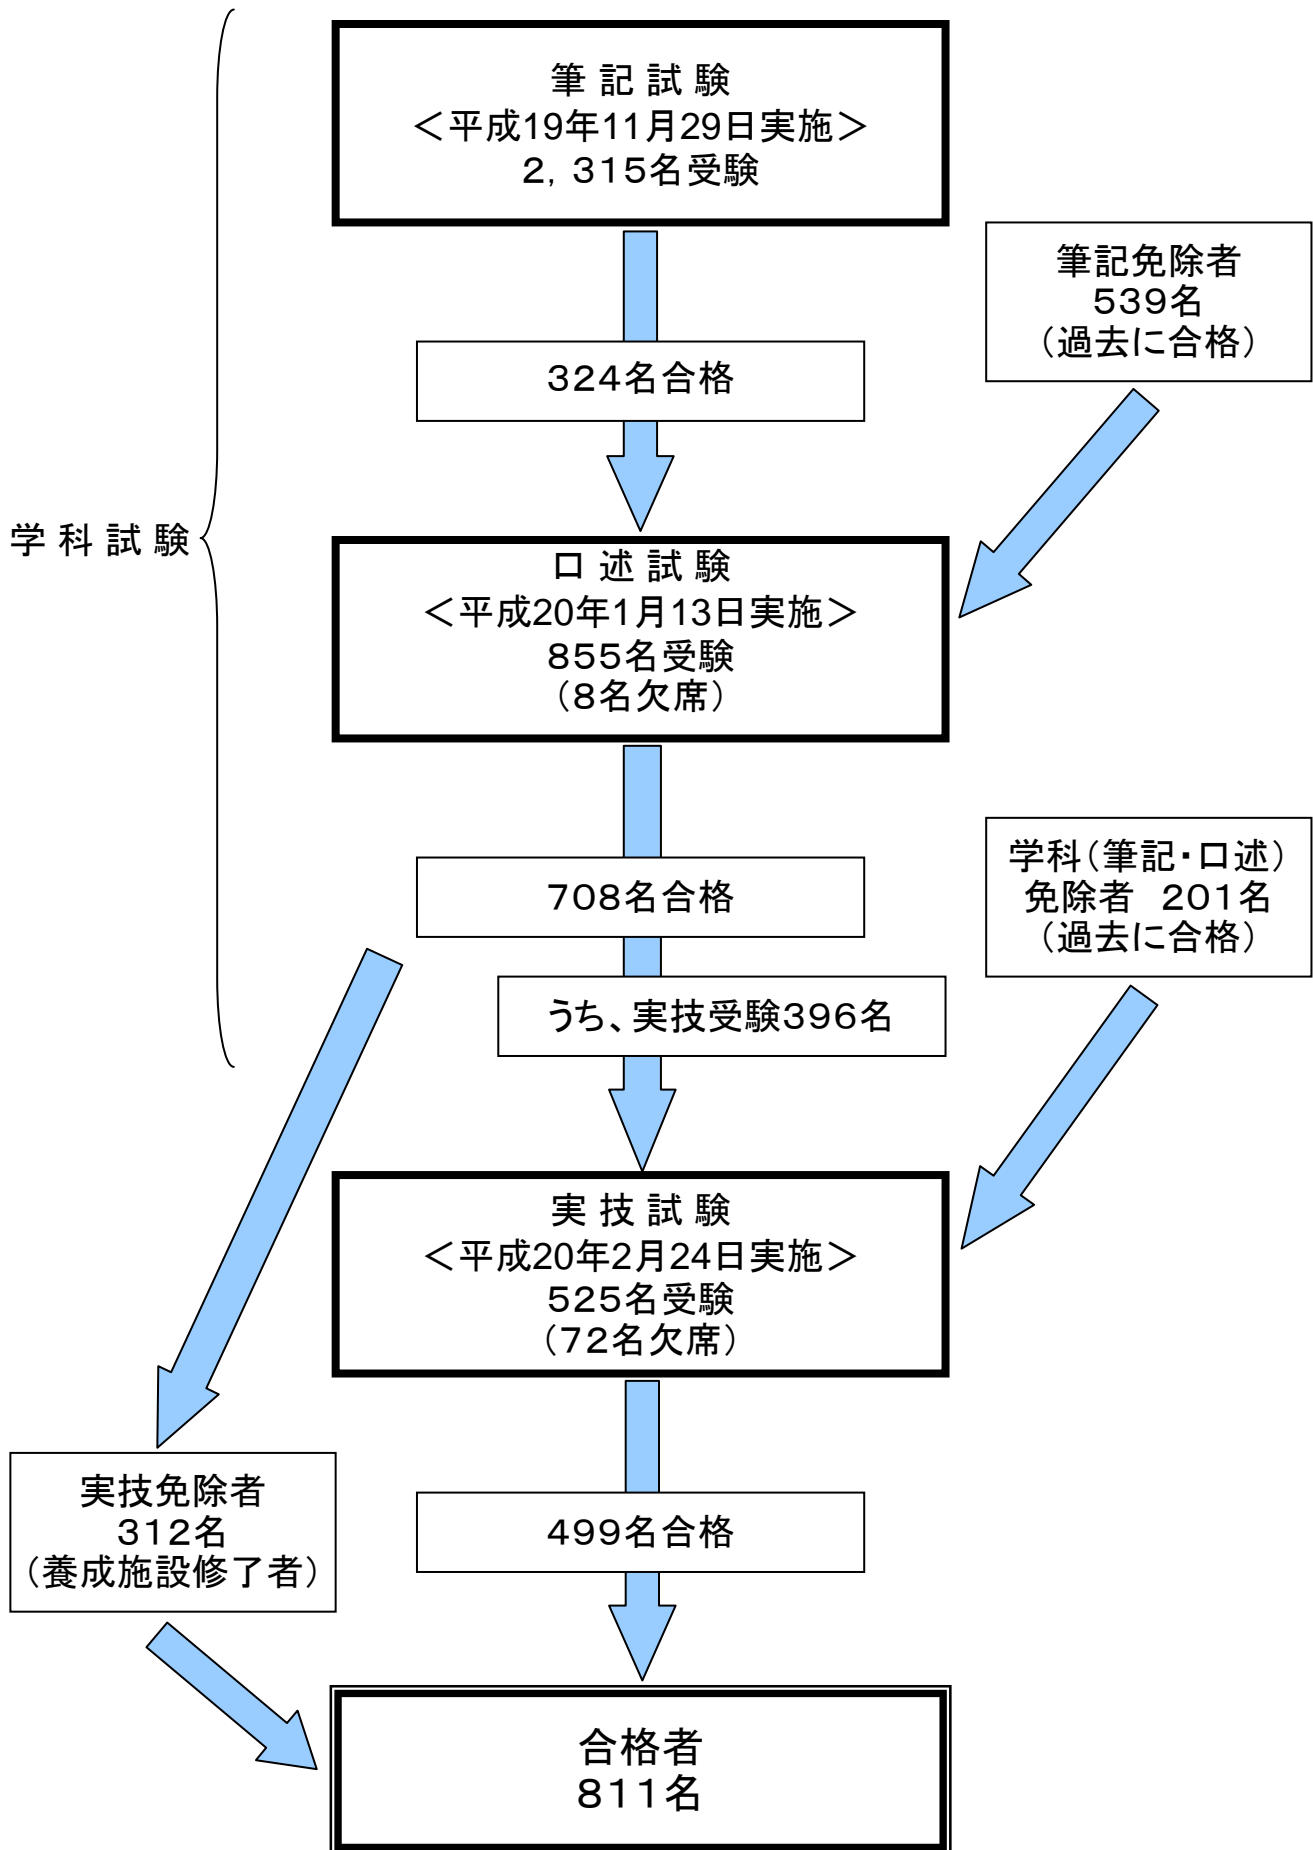 筆 記 試 験
＜平成19年11月29日実施＞
２，３１５名受験
筆記免除者
５３９名
（過去に合格）
３２４名合格
学 科 試 験
口 述 試 験
＜平成20年1月13日実施＞
８５５名受験
（８名欠席）
学科（筆記・口述）
免除者　２０１名
（過去に合格）
７０８名合格
うち、実技受験３９６名
実 技 試 験
＜平成20年2月24日実施＞
５２５名受験
（７２名欠席）
実技免除者
３１２名
（養成施設修了者）
４９９名合格
合格者
８１１名